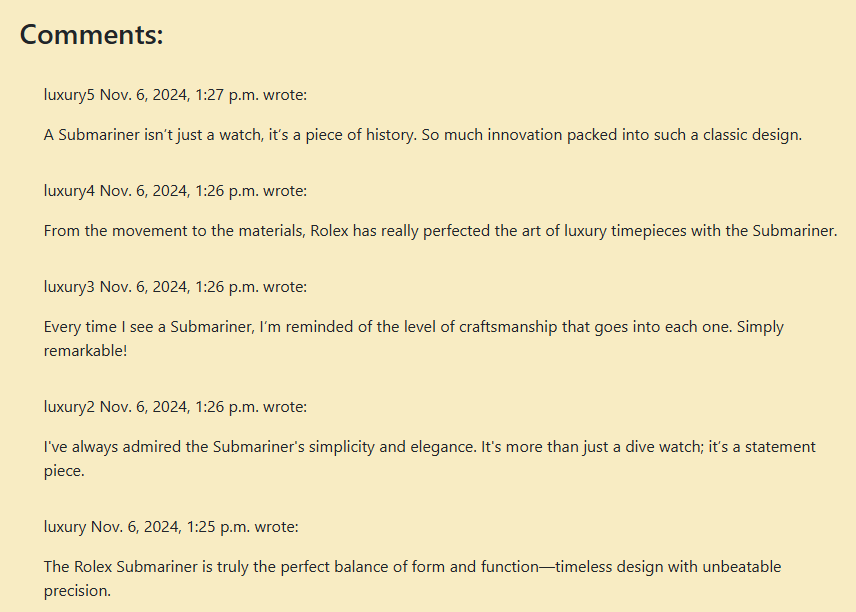 Comments:
luxury5 Nov. 6, 2024, 1:27 p.m. wrote:
A Submariner isn’t just a watch, it’s a piece of history. So much innovation packed into such a classic design.
luxury4 Nov. 6, 2024, 1:26 p.m. wrote:
From the movement to the materials, Rolex has really perfected the art of luxury timepieces with the Submariner.
luxury3 Nov. 6, 2024, 1:26 p.m. wrote:
Every time I see a Submariner, I’m reminded of the level of craftsmanship that goes into each one. Simply
remarkable!
luxury2 Nov. 6, 2024, 1:26 p.m. wrote:
I've always admired the Submariner's simplicity and elegance. It's more than just a dive watch; it’s a statement
piece.
luxury Nov. 6, 2024, 1:25 p.m. wrote:
The Rolex Submariner is truly the perfect balance of form and function—timeless design with unbeatable
precision.